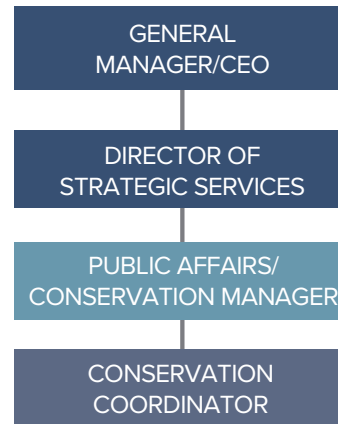 GENERAL
MANAGER/CEO
DIRECTOR OF
STRATEGIC SERVICES
PUBLIC AFFAIRS/
CONSERVATION MANAGER
CONSERVATION
COORDINATOR